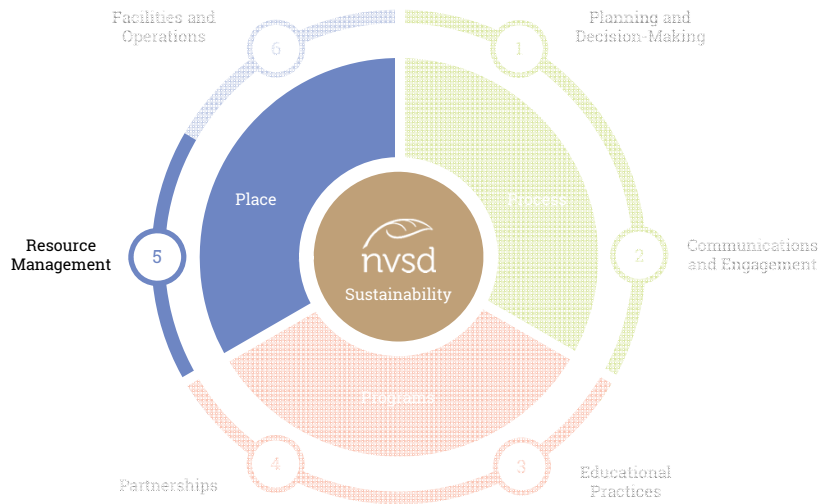 Facilities and
Operations
6
1
Planning and
Decision-Making
Place
Process
Resource
Management
5
nvsd
Sustainability
2
Communications
and Engagement
Programs
4
3
Partnerships
Educational
Practices